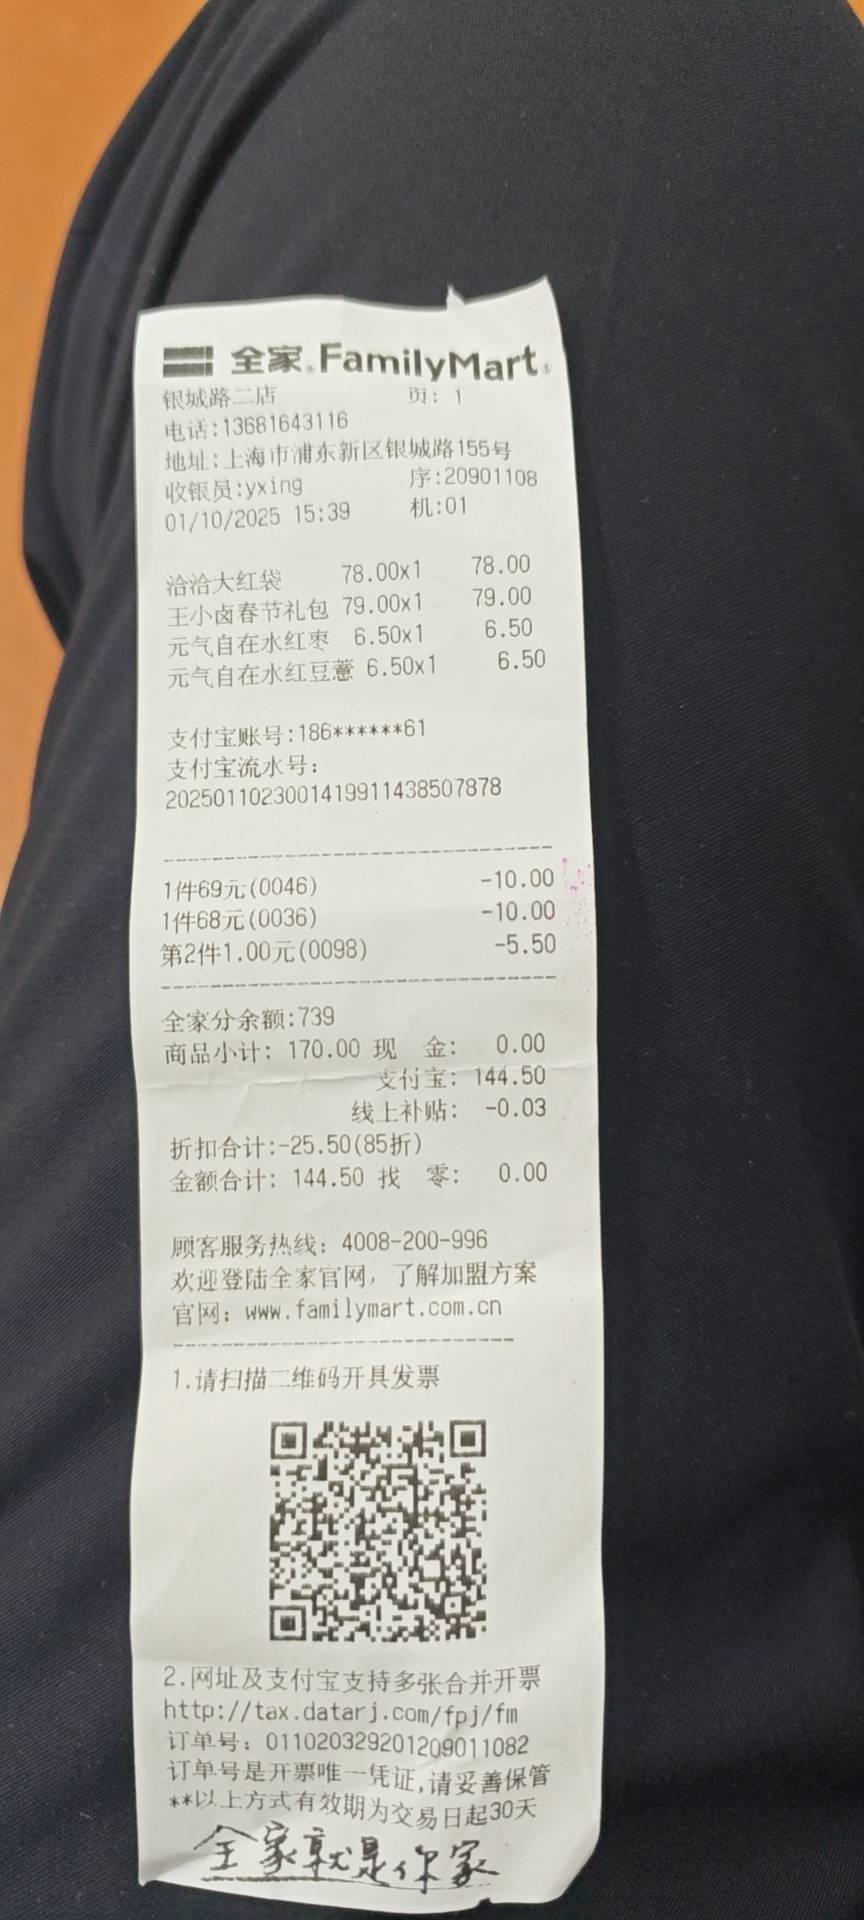 全家 FamilyMart
银城路二店 页: 1
电话:13681643116
地址:上海市浦东新区银城路155号
收银员:yxing 序:20901108
01/10/2025 15:39 机:01
洽洽大红袋 78.00x1 78.00
王小卤春节礼包 79.00x1 79.00
元气自在水红枣 6.50x1 6.50
元气自在水红豆薏 6.50x1 6.50
支付宝账号:186******61
支付宝流水号:
2025011023001419911438507878
1件69元(0046) -10.00
1件68元(0036) -10.00
第2件1.00元(0098) -5.50
全家分余额:739
商品小计: 170.00 现 金: 0.00
支付宝: 144.50
线上补贴: -0.03
折扣合计:-25.50(85折)
金额合计: 144.50 找 零: 0.00
顾客服务热线: 4008-200-996
欢迎登陆全家官网, 了解加盟方案
官网: www.familymart.com.cn
1.请扫描二维码开具发票
2.网址及支付宝支持多张合并开票
http://tax.datarj.com/fpj/fm
订单号: 0110203292012090110​82
订单号是开票唯一凭证,请妥善保管
**以上方式有效期为交易日起30天
全家就是你家